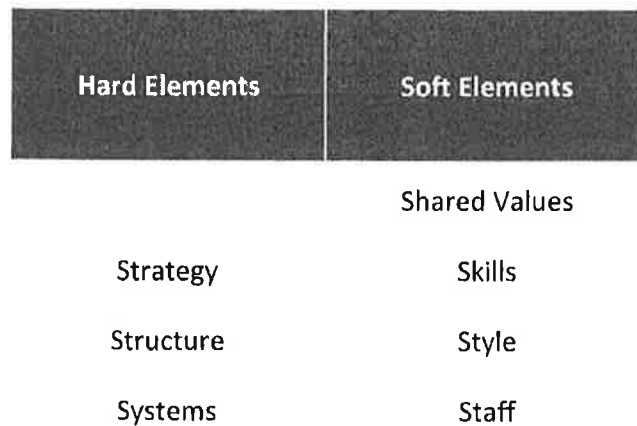 Hard Elements Soft Elements
Shared Values
Strategy Skills
Structure Style
Systems Staff